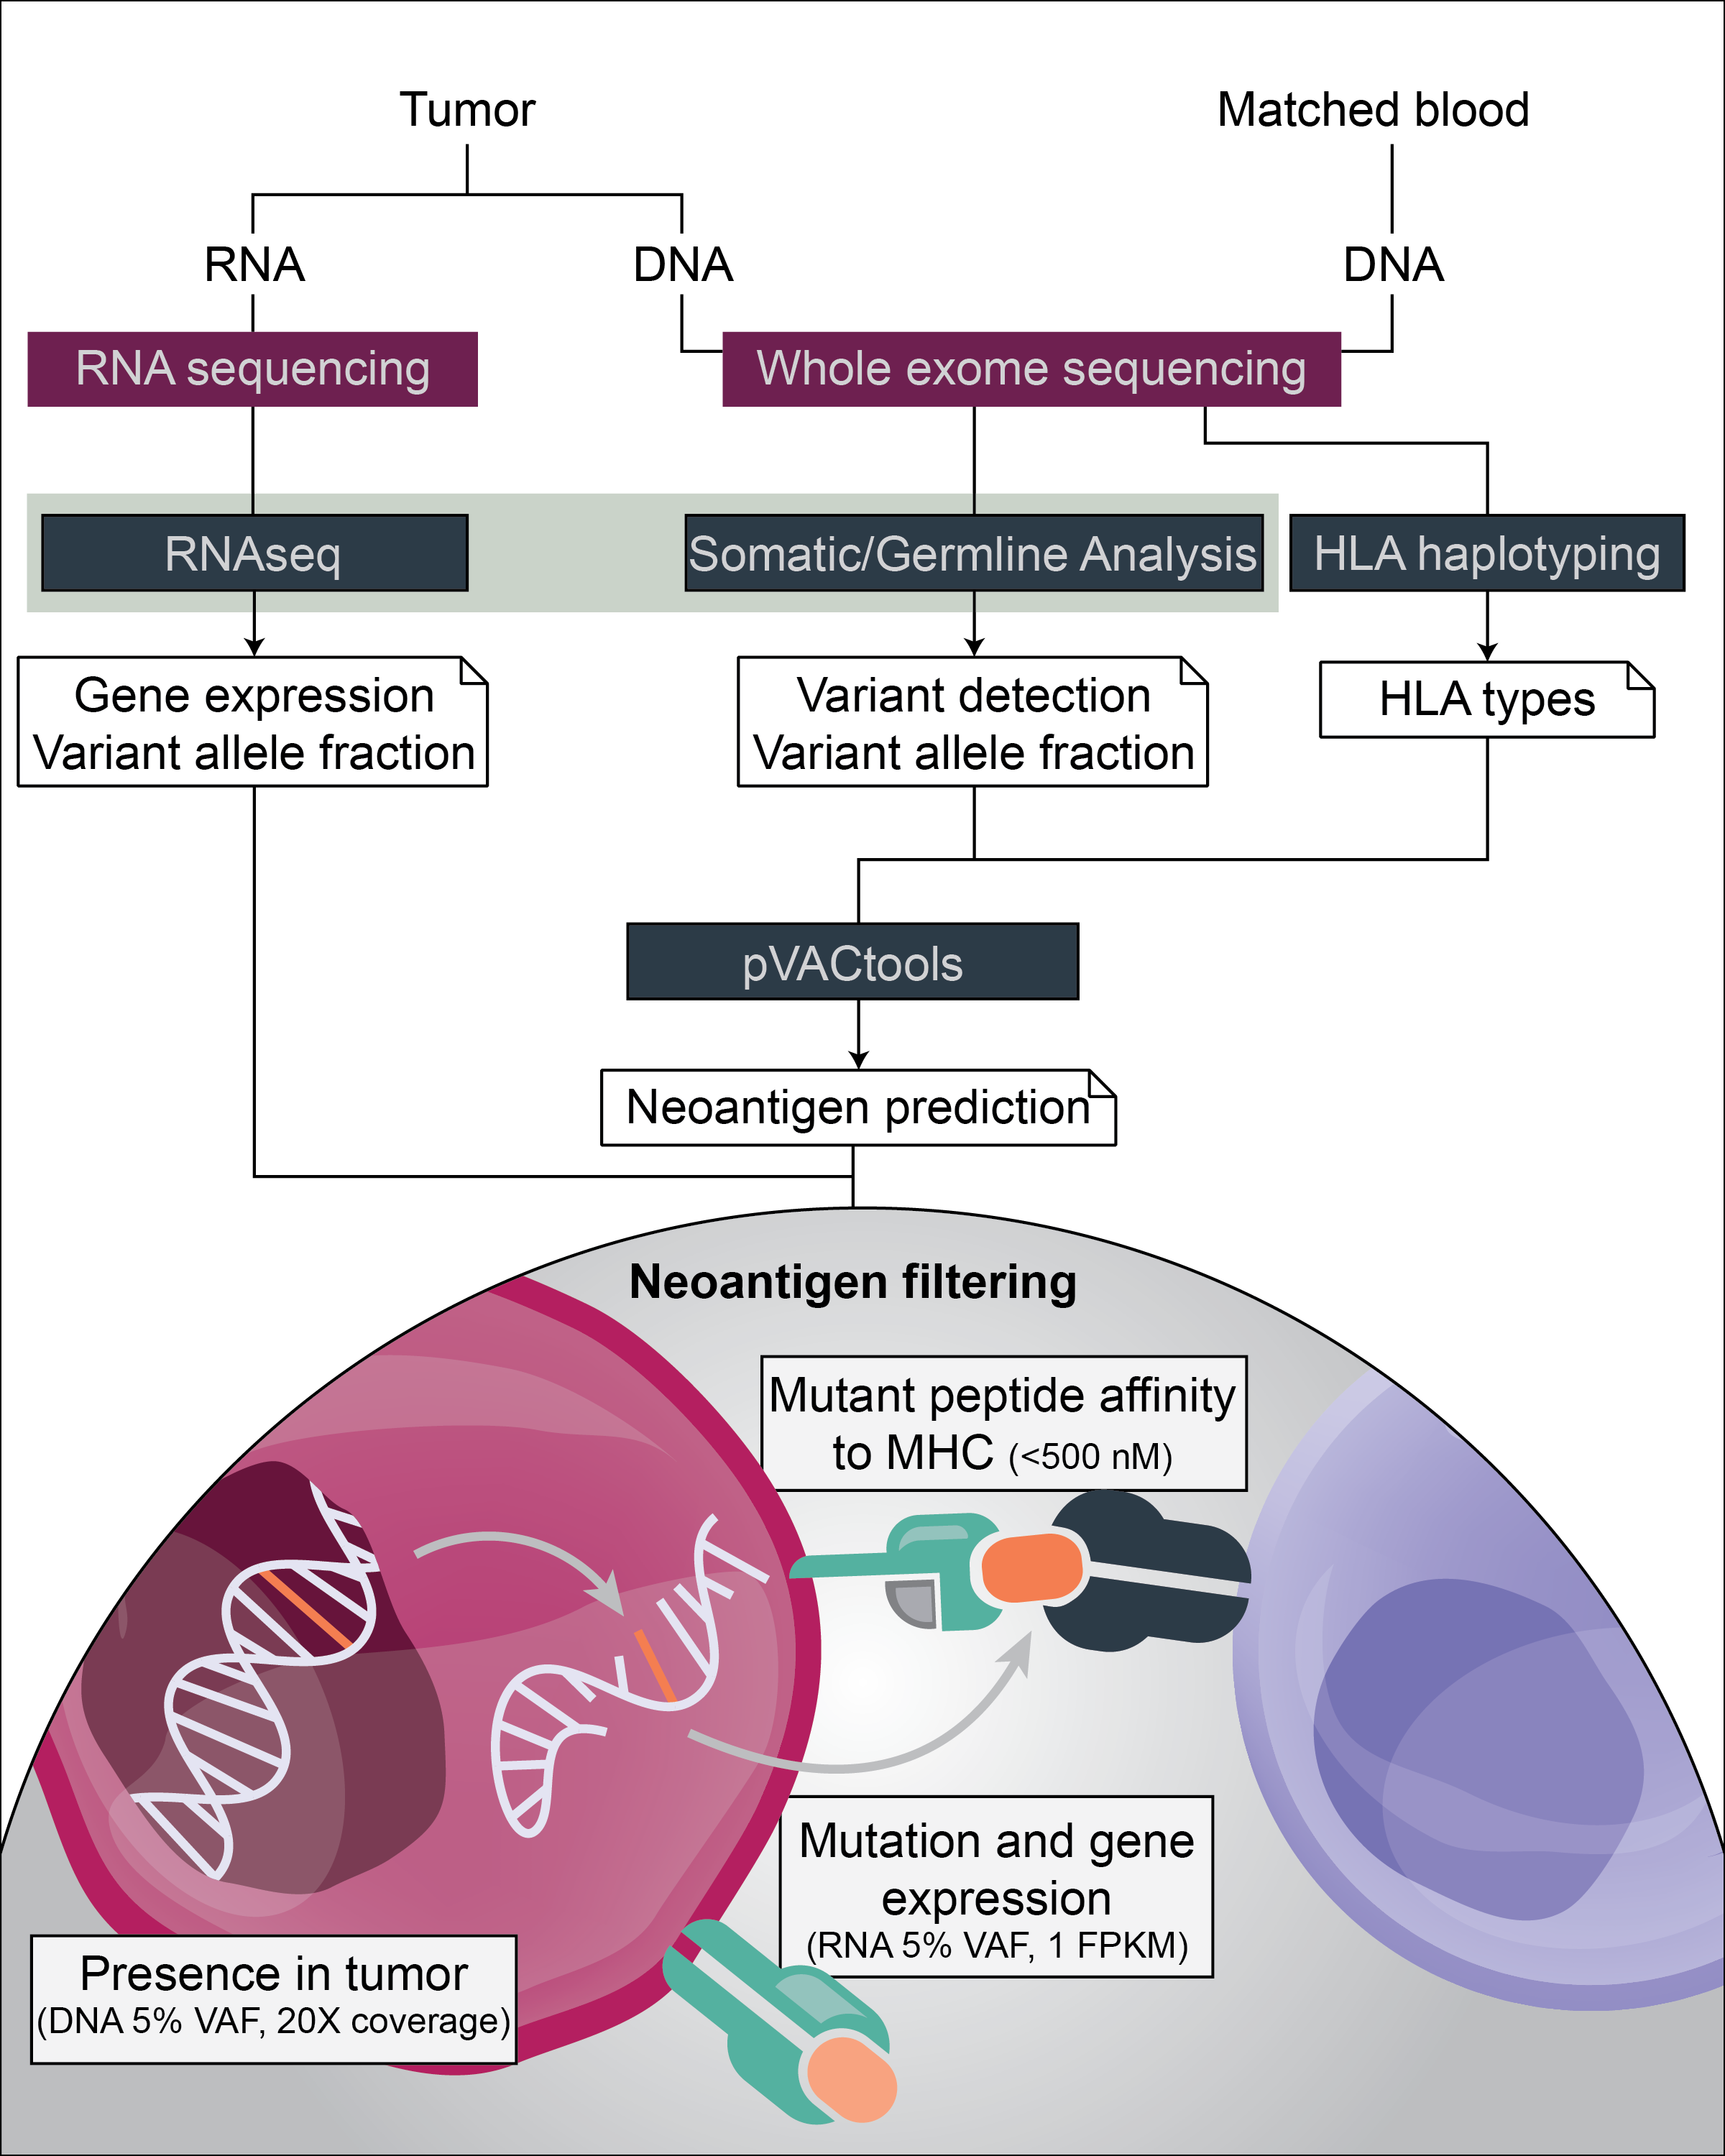 Tumor
Matched blood
RNA
DNA
DNA
RNA sequencing
Whole exome sequencing
RNAseq
Somatic/Germline Analysis
HLA haplotyping
Gene expression
Variant allele fraction
Variant detection
Variant allele fraction
HLA types
pVACtools
Neoantigen prediction
Neoantigen filtering
Mutant peptide affinity
to MHC (<500 nM)
Mutation and gene
expression
(RNA 5% VAF, 1 FPKM)
Presence in tumor
(DNA 5% VAF, 20X coverage)